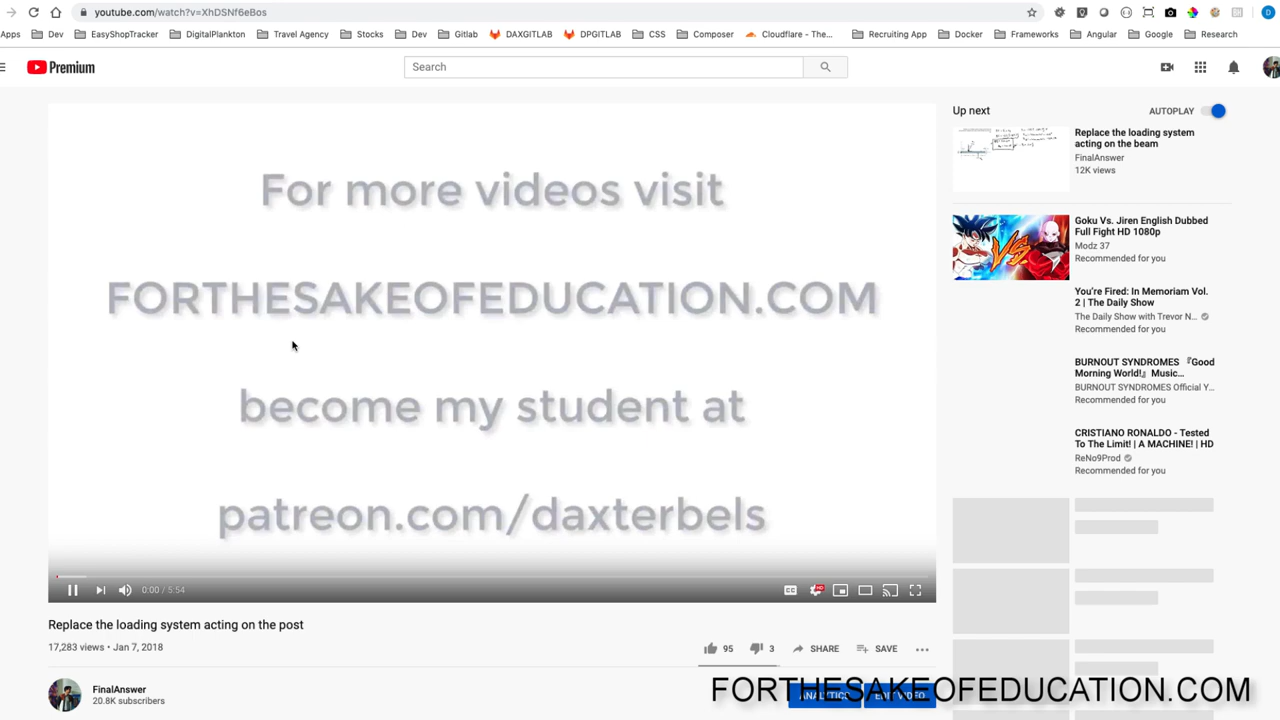 youtube.com/watch?v=XhDSNf6eBos
Apps Dev EasyShopTracker DigitalPlankton Travel Agency Stocks Dev Gitlab DAXGITLAB DPGITLAB CSS Composer Cloudflare - The... Recruiting App Docker Frameworks Angular Google Research
Premium
Search
For more videos visit
FORTHESAKEOFEDUCATION.COM
become my student at
patreon.com/daxterbels
0:00 / 5:54
CC
HD
Replace the loading system acting on the post
17,283 views • Jan 7, 2018
95 3 SHARE SAVE
FinalAnswer
20.8K subscribers
ANALYTICS EDIT VIDEO
Up next AUTOPLAY
Replace the loading system
acting on the beam
FinalAnswer
12K views
VS
Goku Vs. Jiren English Dubbed
Full Fight HD 1080p
Modz 37
Recommended for you
You're Fired: In Memoriam Vol.
2 | The Daily Show
The Daily Show with Trevor N...
Recommended for you
BURNOUT SYNDROMES 『Good
Morning World!』 Music...
BURNOUT SYNDROMES Official Y...
Recommended for you
CRISTIANO RONALDO - Tested
To The Limit! | A MACHINE! | HD
ReNo9Prod
Recommended for you
FORTHESAKEOFEDUCATION.COM